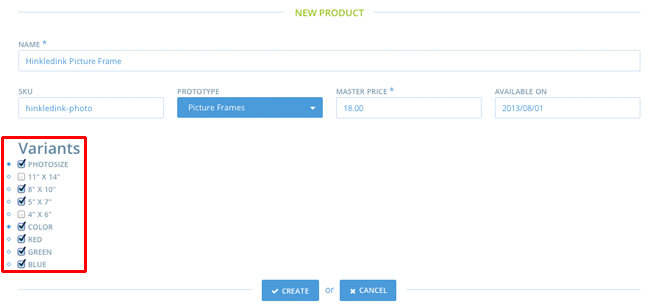 NEW PRODUCT
NAME *
Hinkledink Picture Frame
SKU PROTOTYPE MASTER PRICE * AVAILABLE ON
hinkledink-photo Picture Frames 18.00 2013/08/01
Variants
PHOTOSIZE
11" X 14"
8" X 10"
5" X 7"
4" X 6"
COLOR
RED
GREEN
BLUE
CREATE or CANCEL